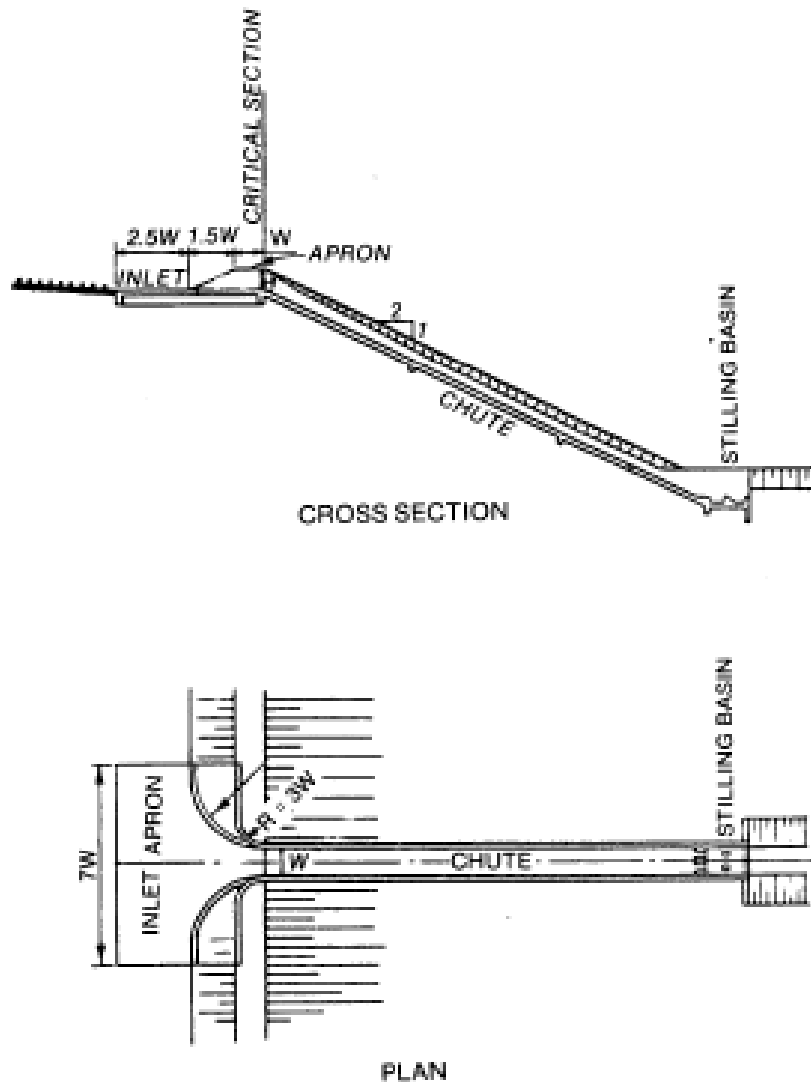 CRITICAL SECTION
2.5W 1.5W W
APRON
INLET
2
1
CHUTE
STILLING BASIN
CROSS SECTION
STILLING BASIN
INLET APRON
7W
R = 3W
W
CHUTE
PLAN